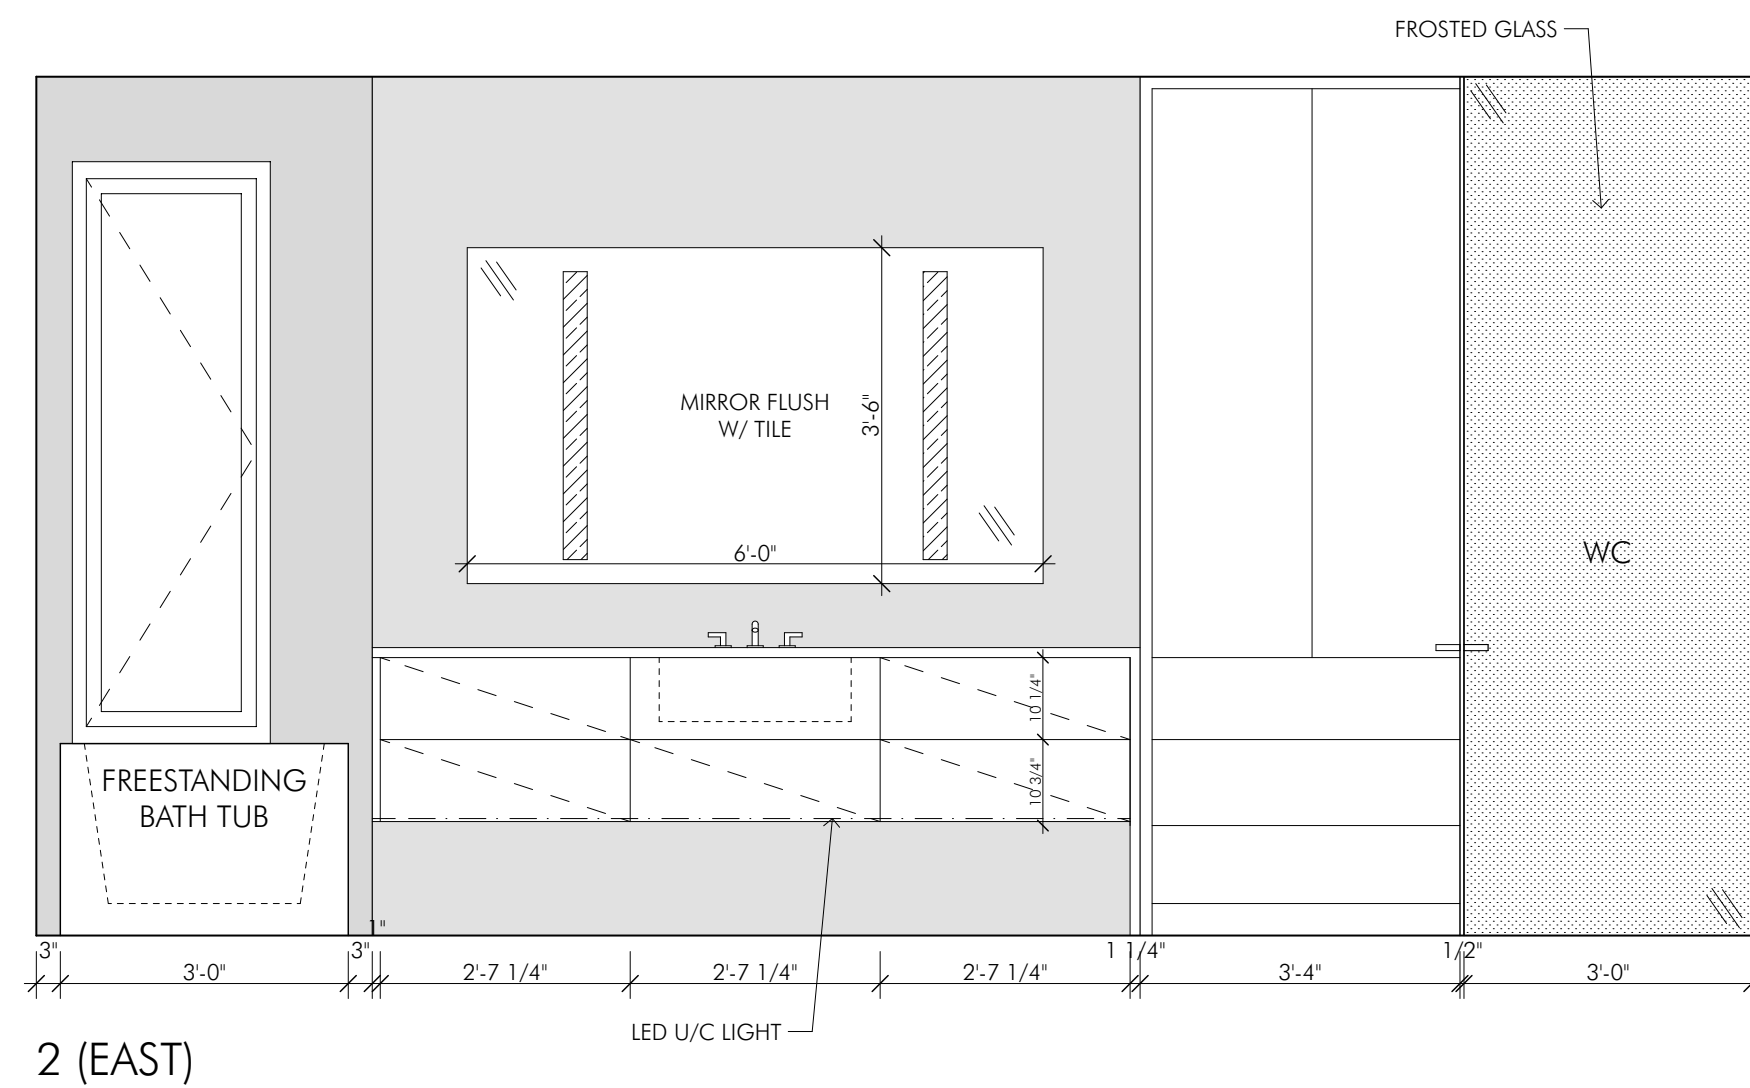 FROSTED GLASS
MIRROR FLUSH
W/ TILE
3'-6"
6'-0"
WC
10 1/4"
10 3/4"
FREESTANDING
BATH TUB
1"
3"
3"
1 1/4"
1/2"
3'-0"
2'-7 1/4"
2'-7 1/4"
2'-7 1/4"
3'-4"
3'-0"
LED U/C LIGHT
2 (EAST)